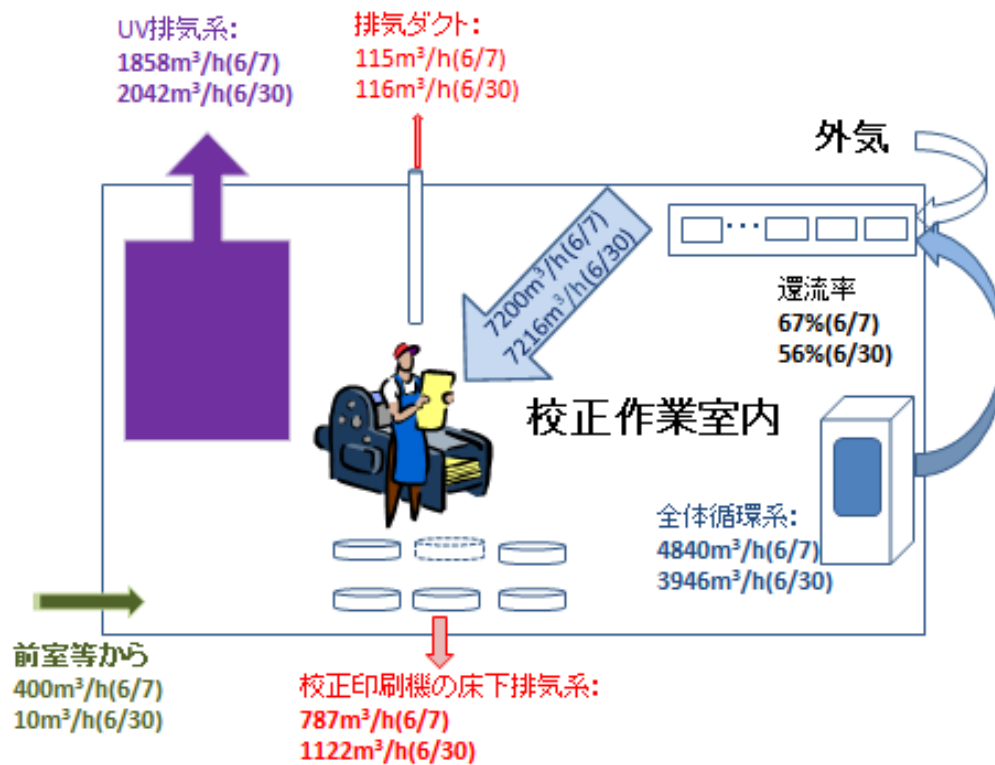 UV排気系:
1858m³/h(6/7)
2042m³/h(6/30)
排気ダクト:
115m³/h(6/7)
116m³/h(6/30)
外気
…
7200m³/h(6/7)
7216m³/h(6/30)
還流率
67%(6/7)
56%(6/30)
校正作業室内
全体循環系:
4840m³/h(6/7)
3946m³/h(6/30)
前室等から
400m³/h(6/7)
10m³/h(6/30)
校正印刷機の床下排気系:
787m³/h(6/7)
1122m³/h(6/30)